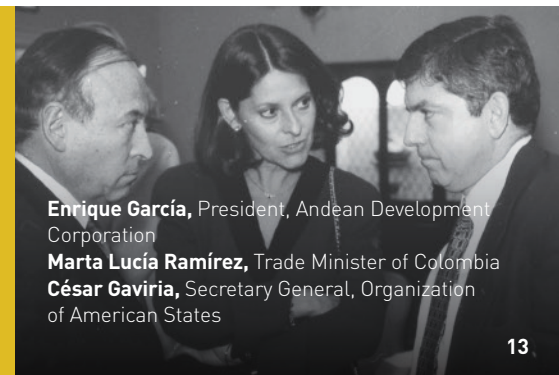 Enrique García, President, Andean Development
Corporation
Marta Lucía Ramírez, Trade Minister of Colombia
César Gaviria, Secretary General, Organization
of American States
13